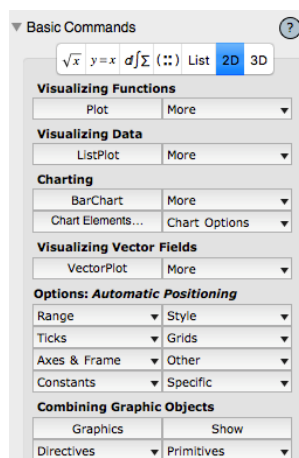 Basic Commands ?
√x y=x d∫Σ (::) List 2D 3D
Visualizing Functions
Plot More
Visualizing Data
ListPlot More
Charting
BarChart More
Chart Elements... Chart Options
Visualizing Vector Fields
VectorPlot More
Options: Automatic Positioning
Range Style
Ticks Grids
Axes & Frame Other
Constants Specific
Combining Graphic Objects
Graphics Show
Directives Primitives